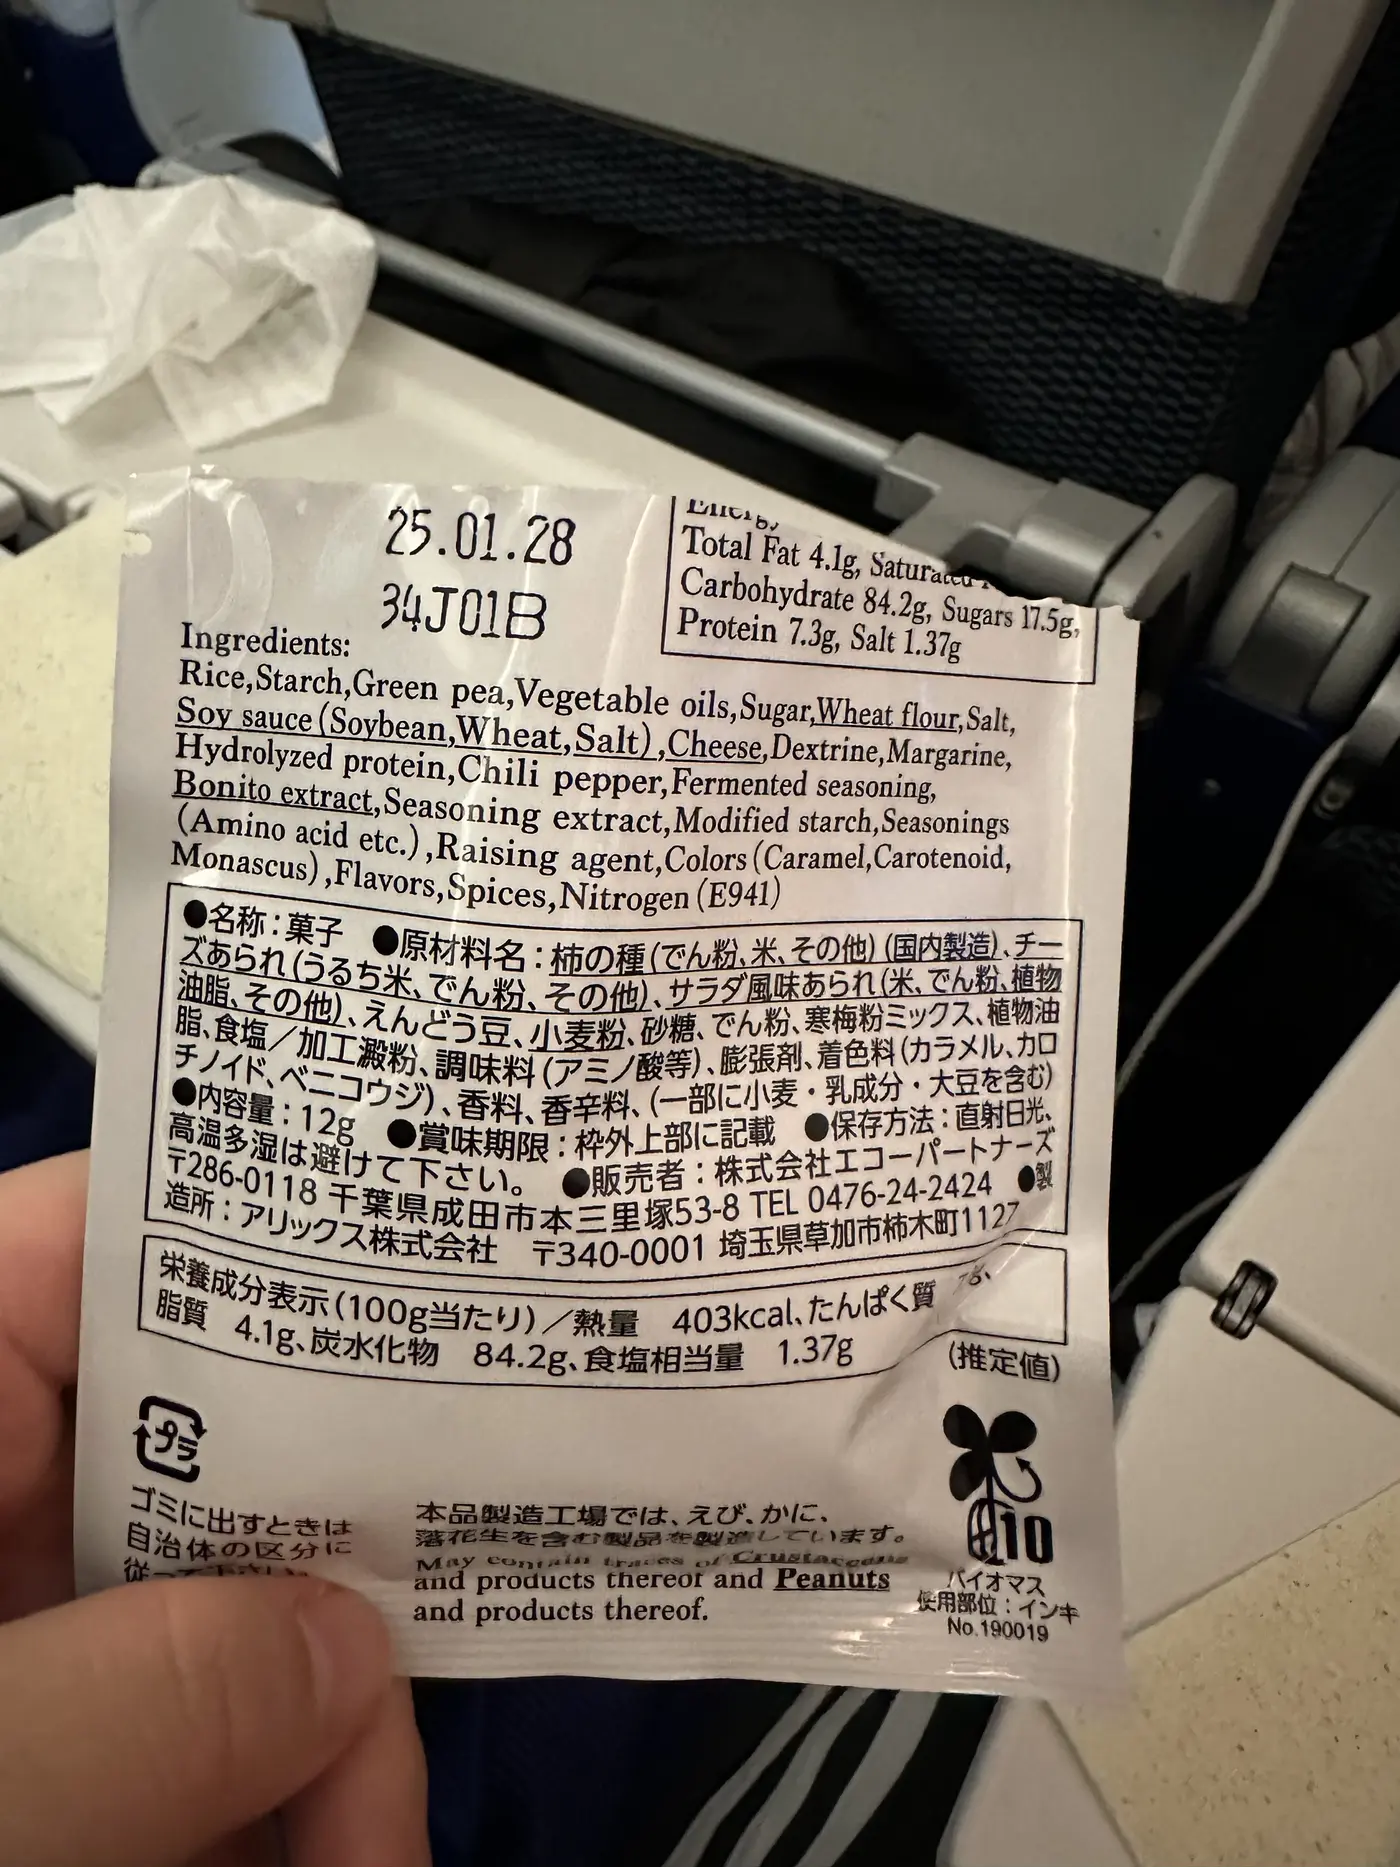 25.01.28
34J01B
Total Fat 4.1g, Saturated
Carbohydrate 84.2g, Sugars 17.5g,
Protein 7.3g, Salt 1.37g
Ingredients:
Rice,Starch,Green pea,Vegetable oils,Sugar,Wheat flour,Salt,
Soy sauce(Soybean,Wheat,Salt),Cheese,Dextrine,Margarine,
Hydrolyzed protein,Chili pepper,Fermented seasoning,
Bonito extract,Seasoning extract,Modified starch,Seasonings
(Amino acid etc.),Raising agent,Colors(Caramel,Carotenoid,
Monascus),Flavors,Spices,Nitrogen(E941)
●名称:菓子 ●原材料名:柿の種(でん粉、米、その他)(国内製造)、チー
ズあられ(うるち米、でん粉、その他)、サラダ風味あられ(米、でん粉、植物
油脂、その他)、えんどう豆、小麦粉、砂糖、でん粉、寒梅粉ミックス、植物油
脂、食塩/加工澱粉、調味料(アミノ酸等)、膨張剤、着色料(カラメル、カロ
チノイド、ベニコウジ)、香料、香辛料、(一部に小麦・乳成分・大豆を含む)
●内容量:12g ●賞味期限:枠外上部に記載 ●保存方法:直射日光、
高温多湿は避けて下さい。 ●販売者:株式会社エコーパートナーズ
〒286-0118 千葉県成田市本三里塚53-8 TEL 0476-24-2424 ●製
造所:アリックス株式会社 〒340-0001 埼玉県草加市柿木町1127
栄養成分表示(100g当たり)/熱量 403kcal、たんぱく質
脂質 4.1g、炭水化物 84.2g、食塩相当量 1.37g
(推定値)
プラ
ゴミに出すときは
自治体の区分に
従って下さい。
本品製造工場では、えび、かに、
落花生を含む製品を製造しています。
May contain traces of Crustaceans
and products thereof and Peanuts
and products thereof.
10
バイオマス
使用部位:インキ
No.190019